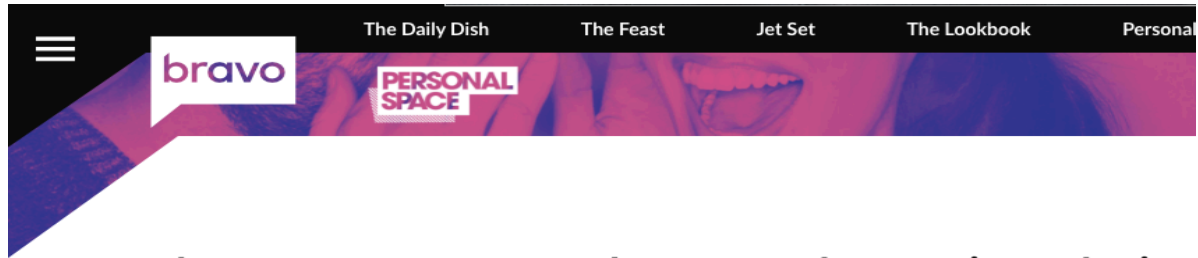 The Daily Dish The Feast Jet Set The Lookbook Personal
bravo
PERSONAL
SPACE